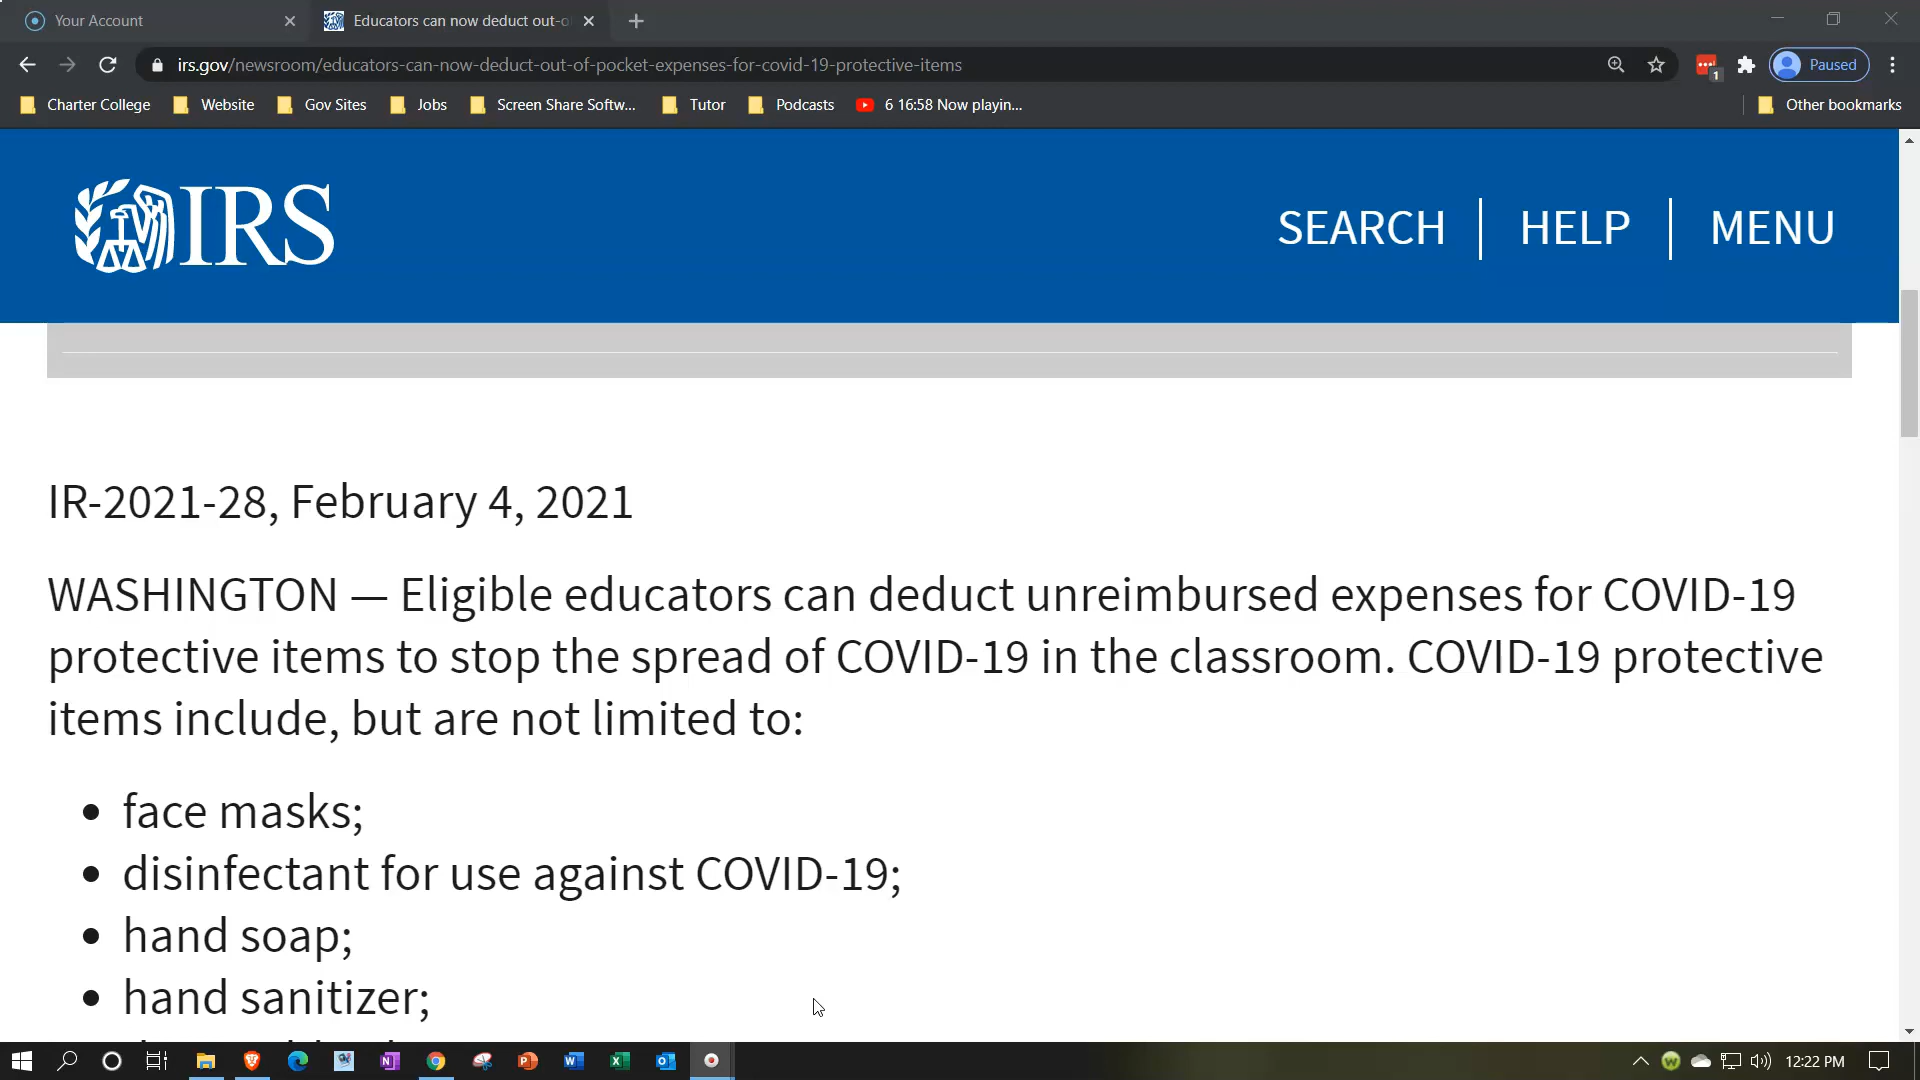 Your Account
Educators can now deduct out-o
irs.gov/newsroom/educators-can-now-deduct-out-of-pocket-expenses-for-covid-19-protective-items
1
Paused
Charter College
Website
Gov Sites
Jobs
Screen Share Softw...
Tutor
Podcasts
6 16:58 Now playin...
Other bookmarks
IRS
SEARCH
HELP
MENU
IR-2021-28, February 4, 2021
WASHINGTON — Eligible educators can deduct unreimbursed expenses for COVID-19
protective items to stop the spread of COVID-19 in the classroom. COVID-19 protective
items include, but are not limited to:
• face masks;
• disinfectant for use against COVID-19;
• hand soap;
• hand sanitizer;
12:22 PM